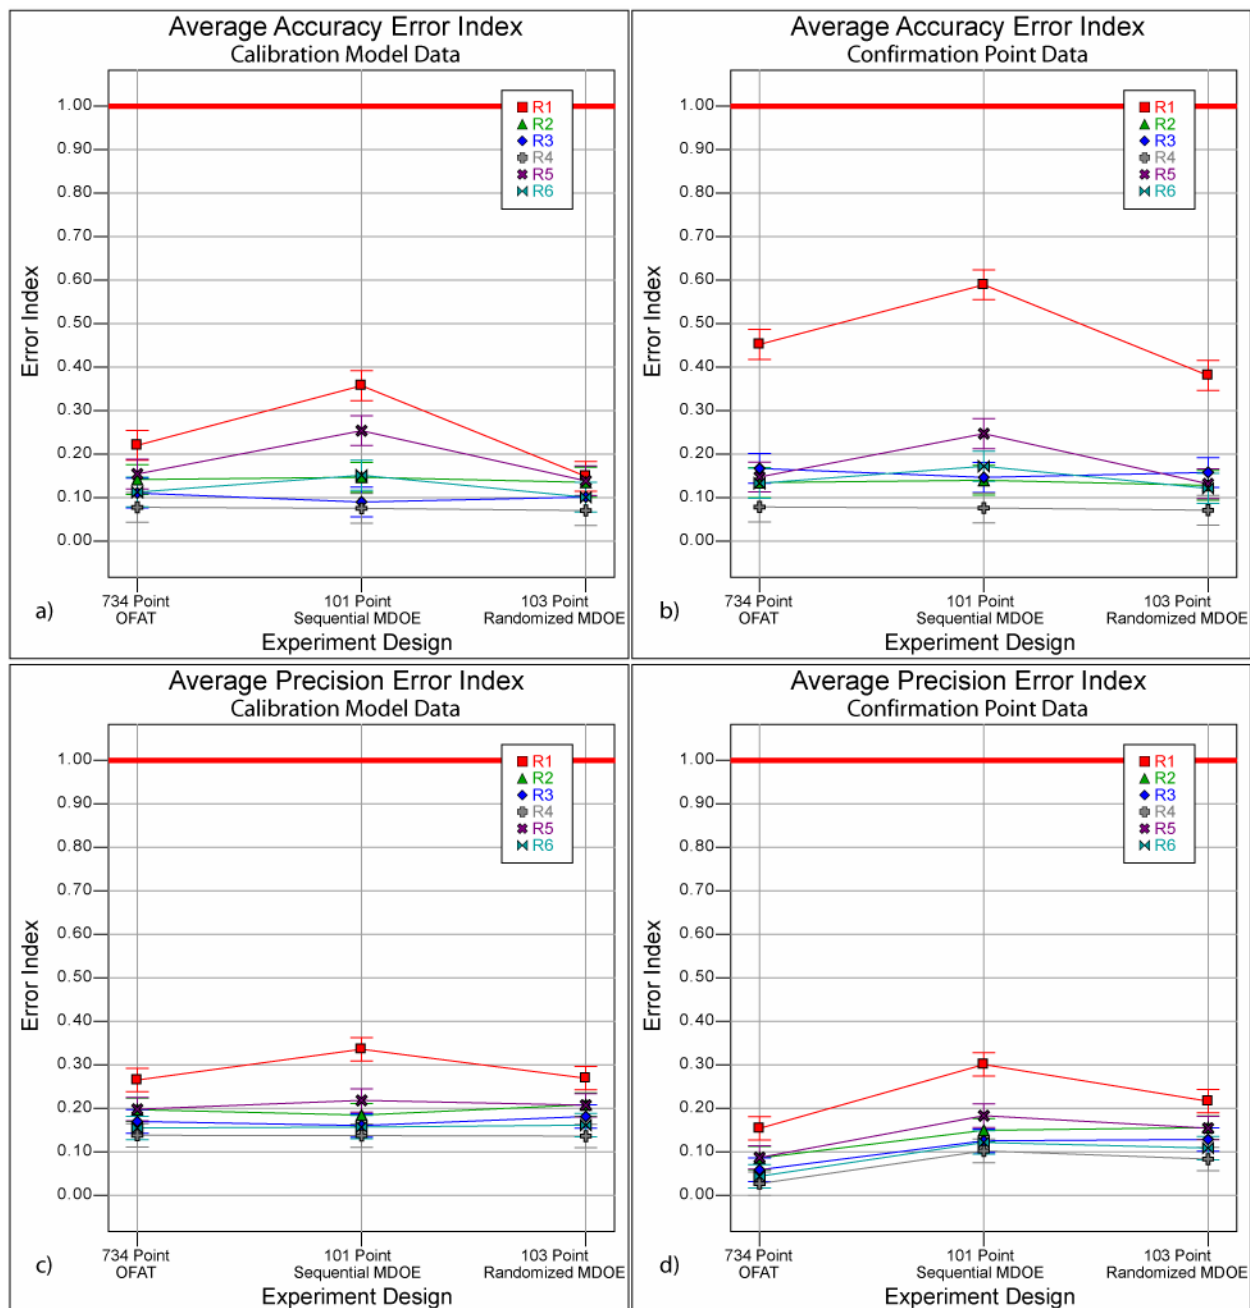 Average Accuracy Error Index
Calibration Model Data
1.00
0.90
0.80
0.70
0.60
0.50
0.40
0.30
0.20
0.10
0.00
Error Index
R1
R2
R3
R4
R5
R6
734 Point
OFAT
101 Point
Sequential MDOE
103 Point
Randomized MDOE
Experiment Design
a)
Average Accuracy Error Index
Confirmation Point Data
1.00
0.90
0.80
0.70
0.60
0.50
0.40
0.30
0.20
0.10
0.00
Error Index
R1
R2
R3
R4
R5
R6
734 Point
OFAT
101 Point
Sequential MDOE
103 Point
Randomized MDOE
Experiment Design
b)
Average Precision Error Index
Calibration Model Data
1.00
0.90
0.80
0.70
0.60
0.50
0.40
0.30
0.20
0.10
0.00
Error Index
R1
R2
R3
R4
R5
R6
734 Point
OFAT
101 Point
Sequential MDOE
103 Point
Randomized MDOE
Experiment Design
c)
Average Precision Error Index
Confirmation Point Data
1.00
0.90
0.80
0.70
0.60
0.50
0.40
0.30
0.20
0.10
0.00
Error Index
R1
R2
R3
R4
R5
R6
734 Point
OFAT
101 Point
Sequential MDOE
103 Point
Randomized MDOE
Experiment Design
d)